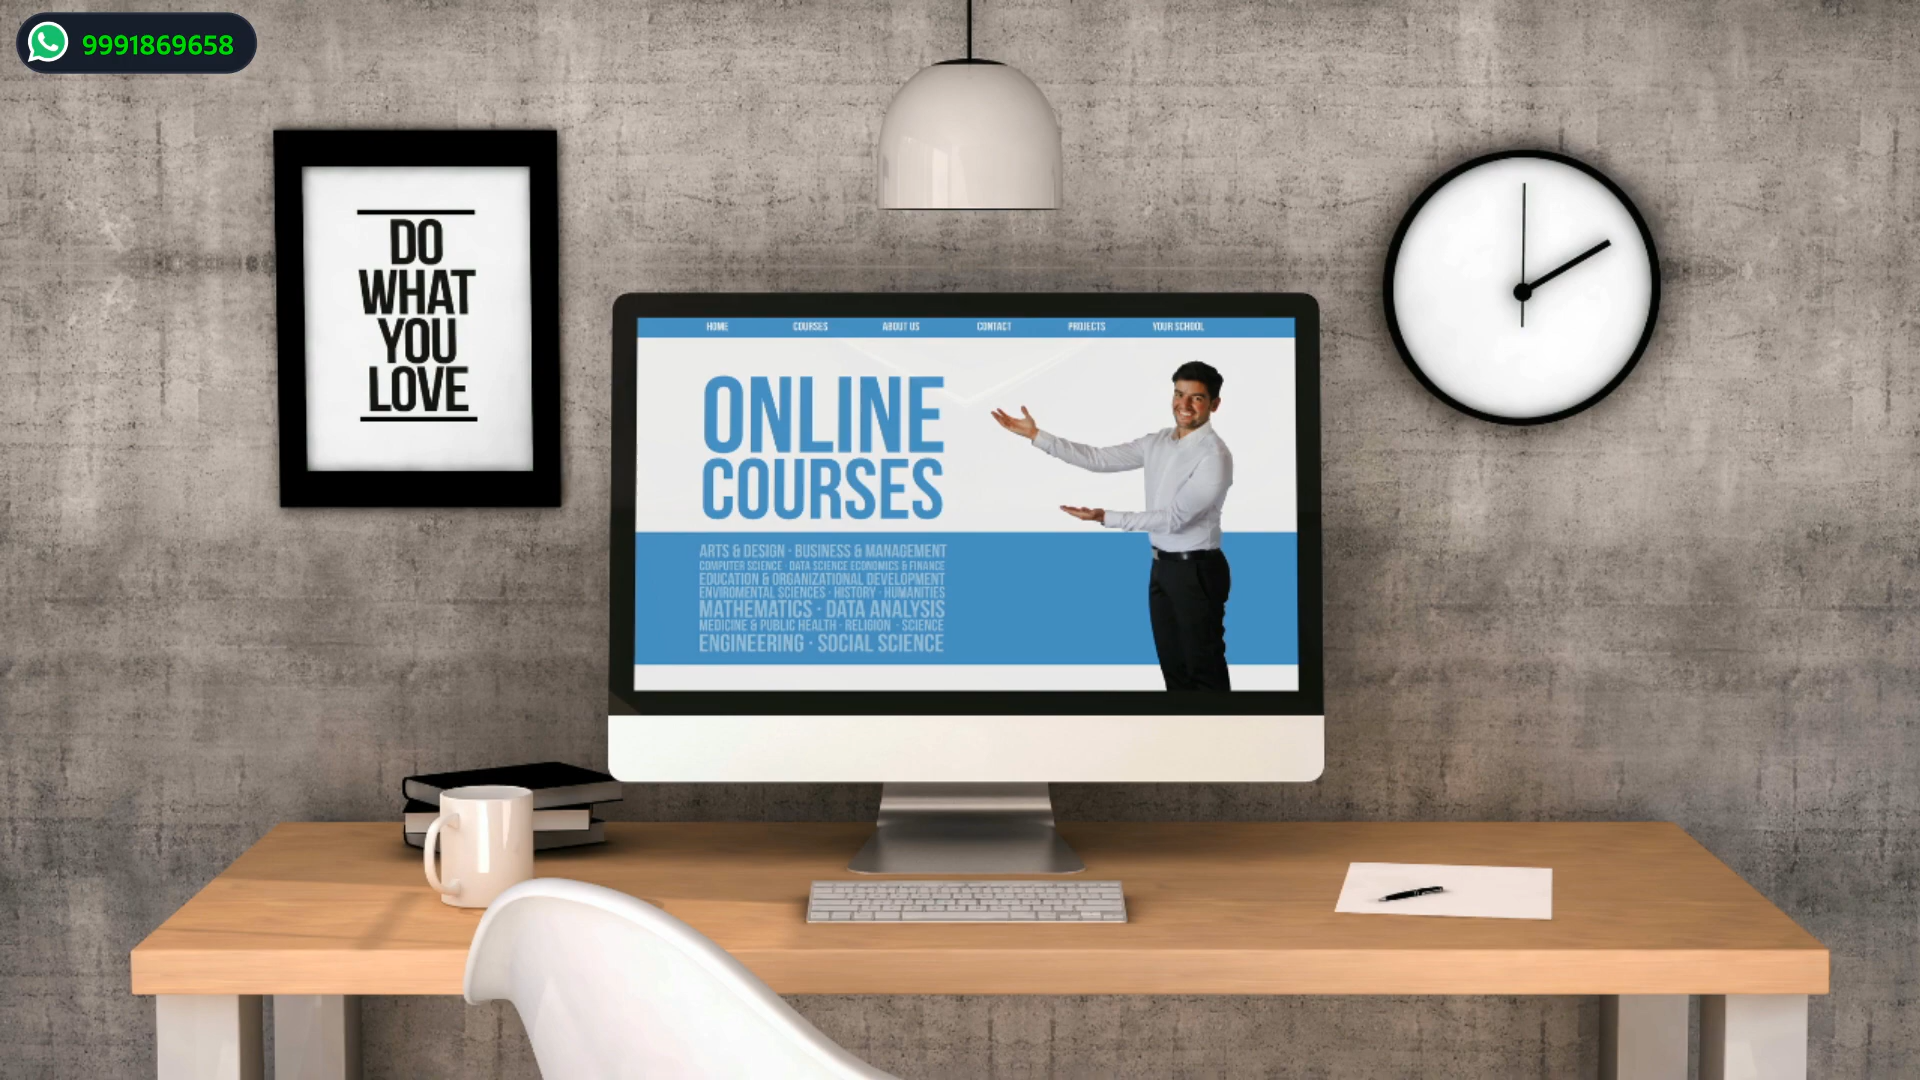 9991869658
DO
WHAT
YOU
LOVE
HOME COURSES ABOUT US CONTACT PROJECTS YOUR SCHOOL
ONLINE
COURSES
ARTS & DESIGN · BUSINESS & MANAGEMENT
COMPUTER SCIENCE · DATA SCIENCE ECONOMICS & FINANCE
EDUCATION & ORGANIZATIONAL DEVELOPMENT
ENVIROMENTAL SCIENCES · HISTORY · HUMANITIES
MATHEMATICS · DATA ANALYSIS
MEDICINE & PUBLIC HEALTH · RELIGION · SCIENCE
ENGINEERING · SOCIAL SCIENCE